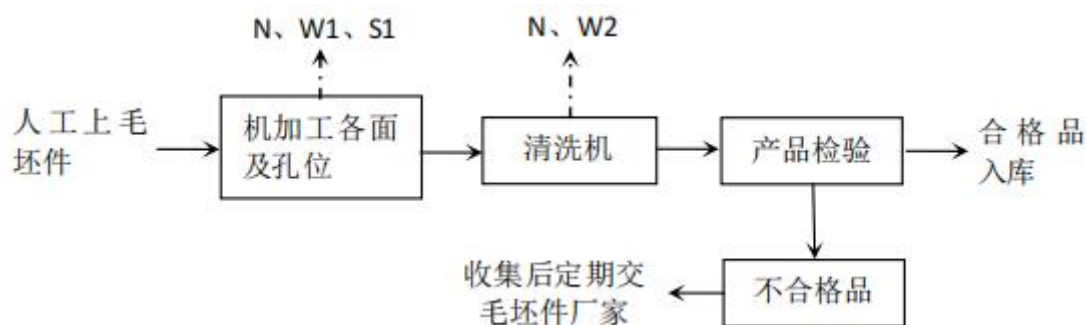 N、W1、S1
N、W2
人工上毛
坯件
机加工各面
及孔位
清洗机
产品检验
合格品
入库
收集后定期交
毛坯件厂家
不合格品